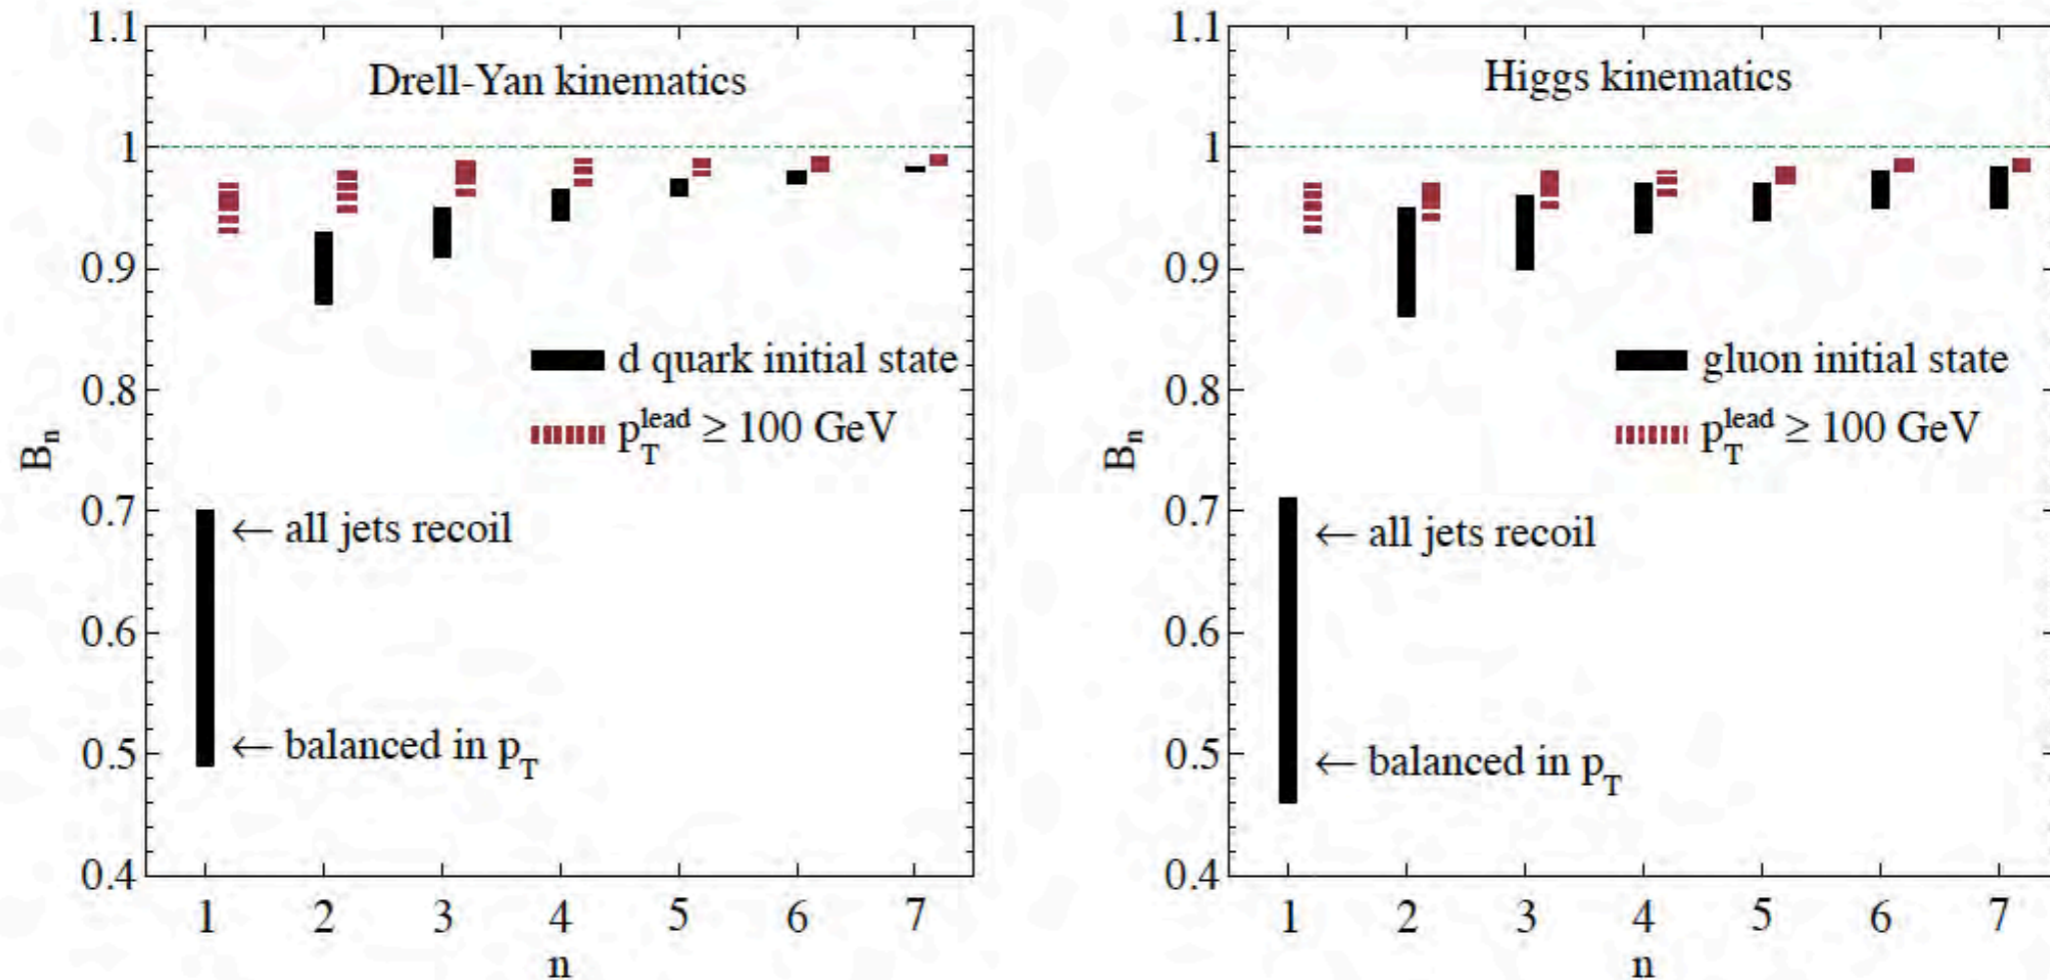 Drell-Yan kinematics
1.1
1
0.9
0.8
0.7
0.6
0.5
0.4
B_n
d quark initial state
p_T^lead ≥ 100 GeV
← all jets recoil
← balanced in p_T
1 2 3 4 5 6 7
n
Higgs kinematics
1.1
1
0.9
0.8
0.7
0.6
0.5
0.4
B_n
gluon initial state
p_T^lead ≥ 100 GeV
← all jets recoil
← balanced in p_T
1 2 3 4 5 6 7
n